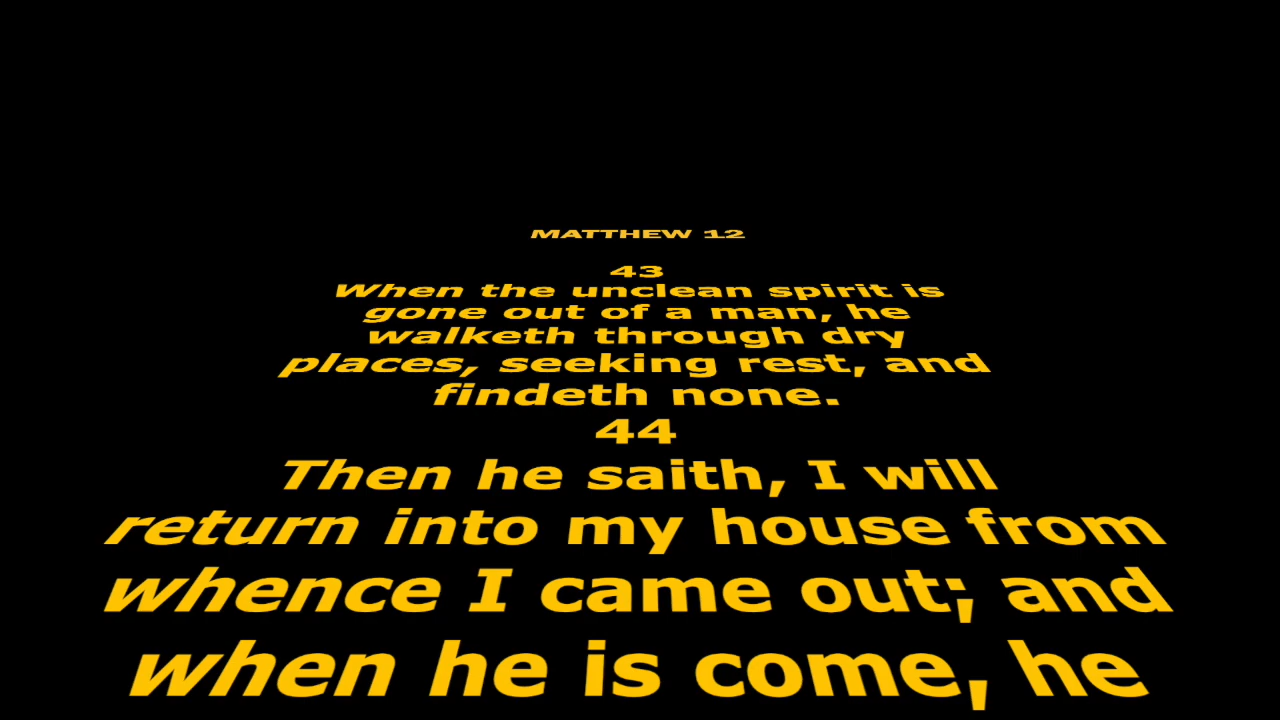 MATTHEW 12
43
When the unclean spirit is
gone out of a man, he
walketh through dry
places, seeking rest, and
findeth none.
44
Then he saith, I will
return into my house from
whence I came out; and
when he is come, he